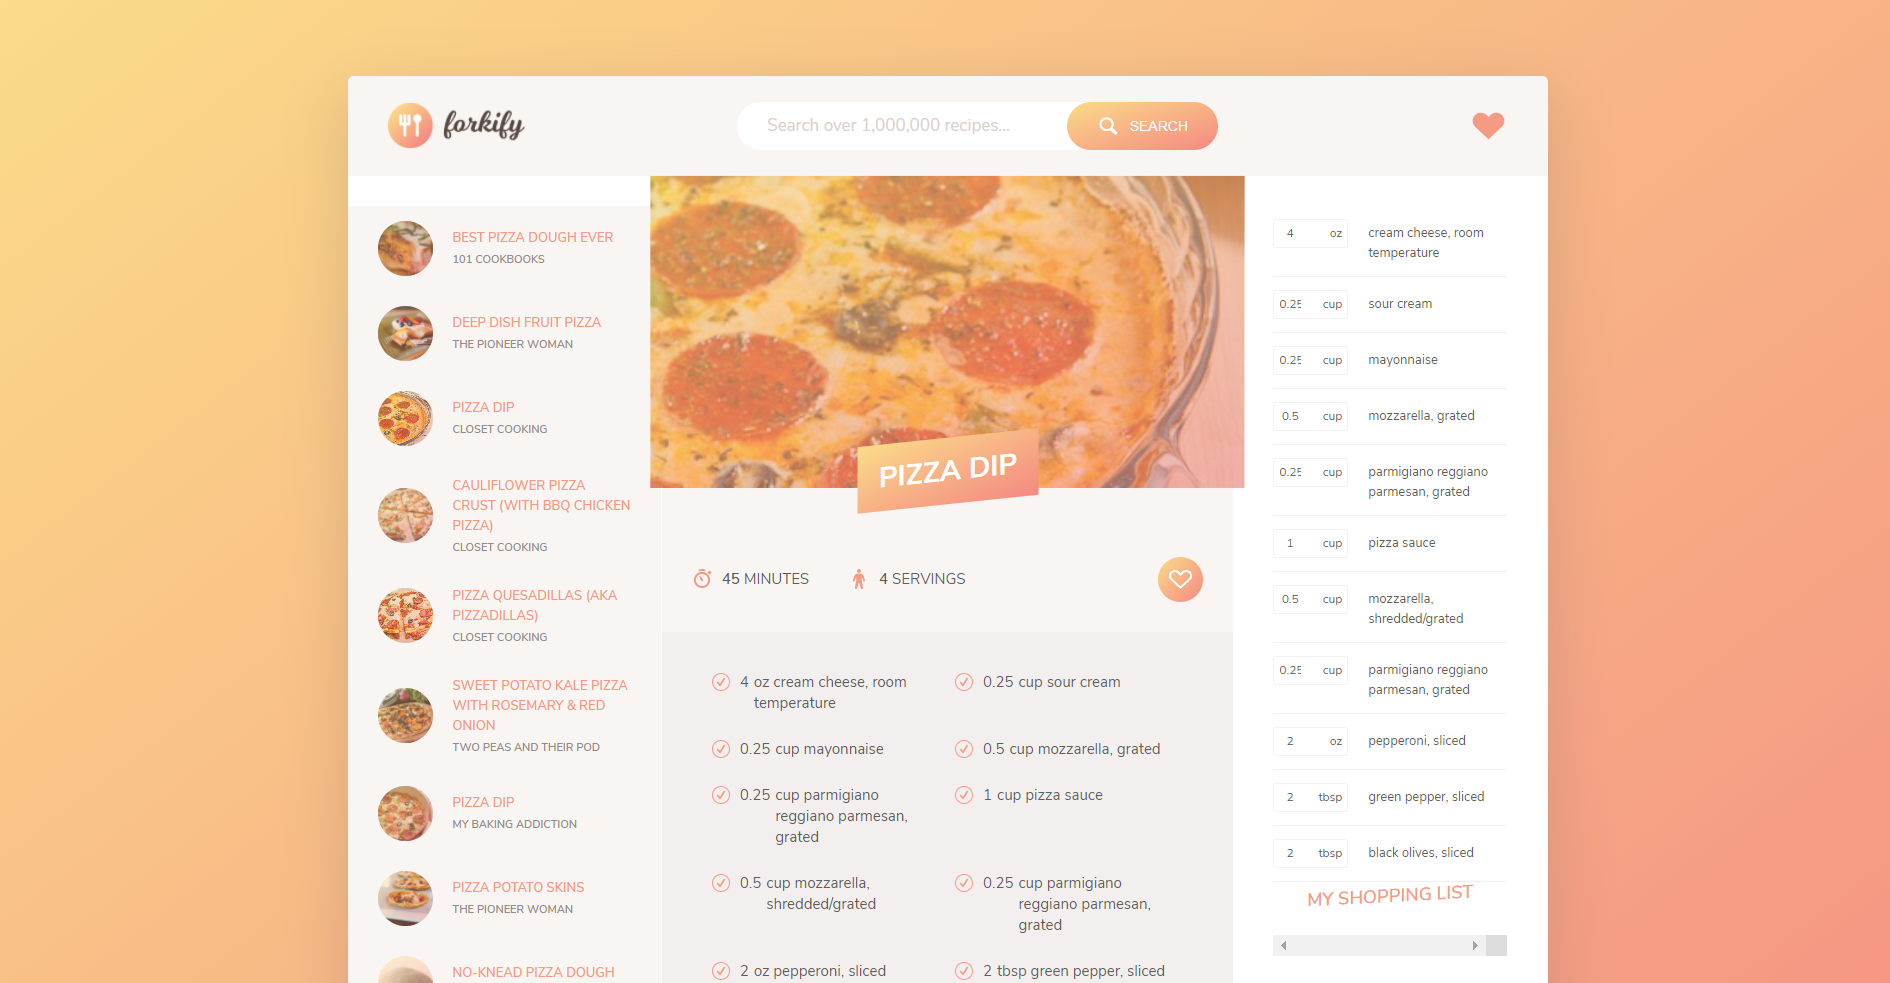 forkify
Search over 1,000,000 recipes...
SEARCH
BEST PIZZA DOUGH EVER
101 COOKBOOKS
DEEP DISH FRUIT PIZZA
THE PIONEER WOMAN
PIZZA DIP
CLOSET COOKING
CAULIFLOWER PIZZA
CRUST (WITH BBQ CHICKEN
PIZZA)
CLOSET COOKING
PIZZA QUESADILLAS (AKA
PIZZADILLAS)
CLOSET COOKING
SWEET POTATO KALE PIZZA
WITH ROSEMARY & RED
ONION
TWO PEAS AND THEIR POD
PIZZA DIP
MY BAKING ADDICTION
PIZZA POTATO SKINS
THE PIONEER WOMAN
NO-KNEAD PIZZA DOUGH
PIZZA DIP
45 MINUTES
4 SERVINGS
4 oz cream cheese, room
temperature
0.25 cup sour cream
0.25 cup mayonnaise
0.5 cup mozzarella, grated
0.25 cup parmigiano
reggiano parmesan,
grated
1 cup pizza sauce
0.5 cup mozzarella,
shredded/grated
0.25 cup parmigiano
reggiano parmesan,
grated
2 oz pepperoni, sliced
2 tbsp green pepper, sliced
4 oz cream cheese, room
temperature
0.25 cup sour cream
0.25 cup mayonnaise
0.5 cup mozzarella, grated
0.25 cup parmigiano reggiano
parmesan, grated
1 cup pizza sauce
0.5 cup mozzarella,
shredded/grated
0.25 cup parmigiano reggiano
parmesan, grated
2 oz pepperoni, sliced
2 tbsp green pepper, sliced
2 tbsp black olives, sliced
MY SHOPPING LIST